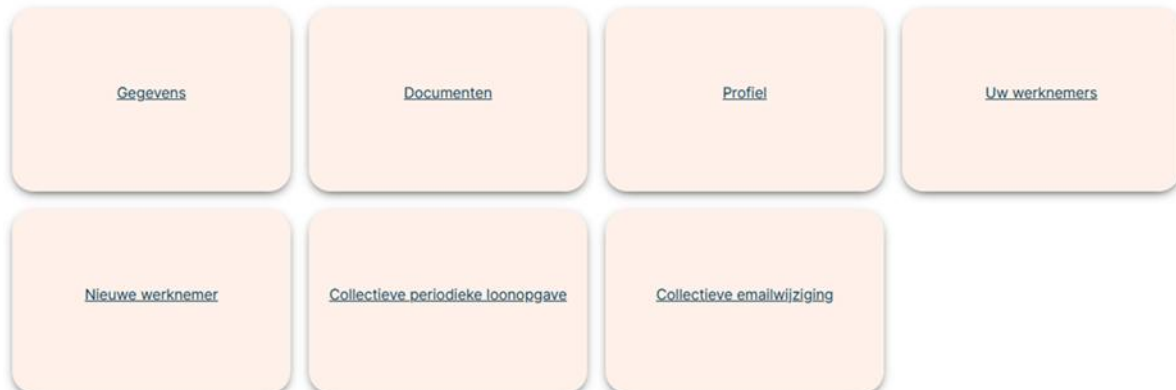 Gegevens
Documenten
Profiel
Uw werknemers
Nieuwe werknemer
Collectieve periodieke loonopgave
Collectieve emailwijziging